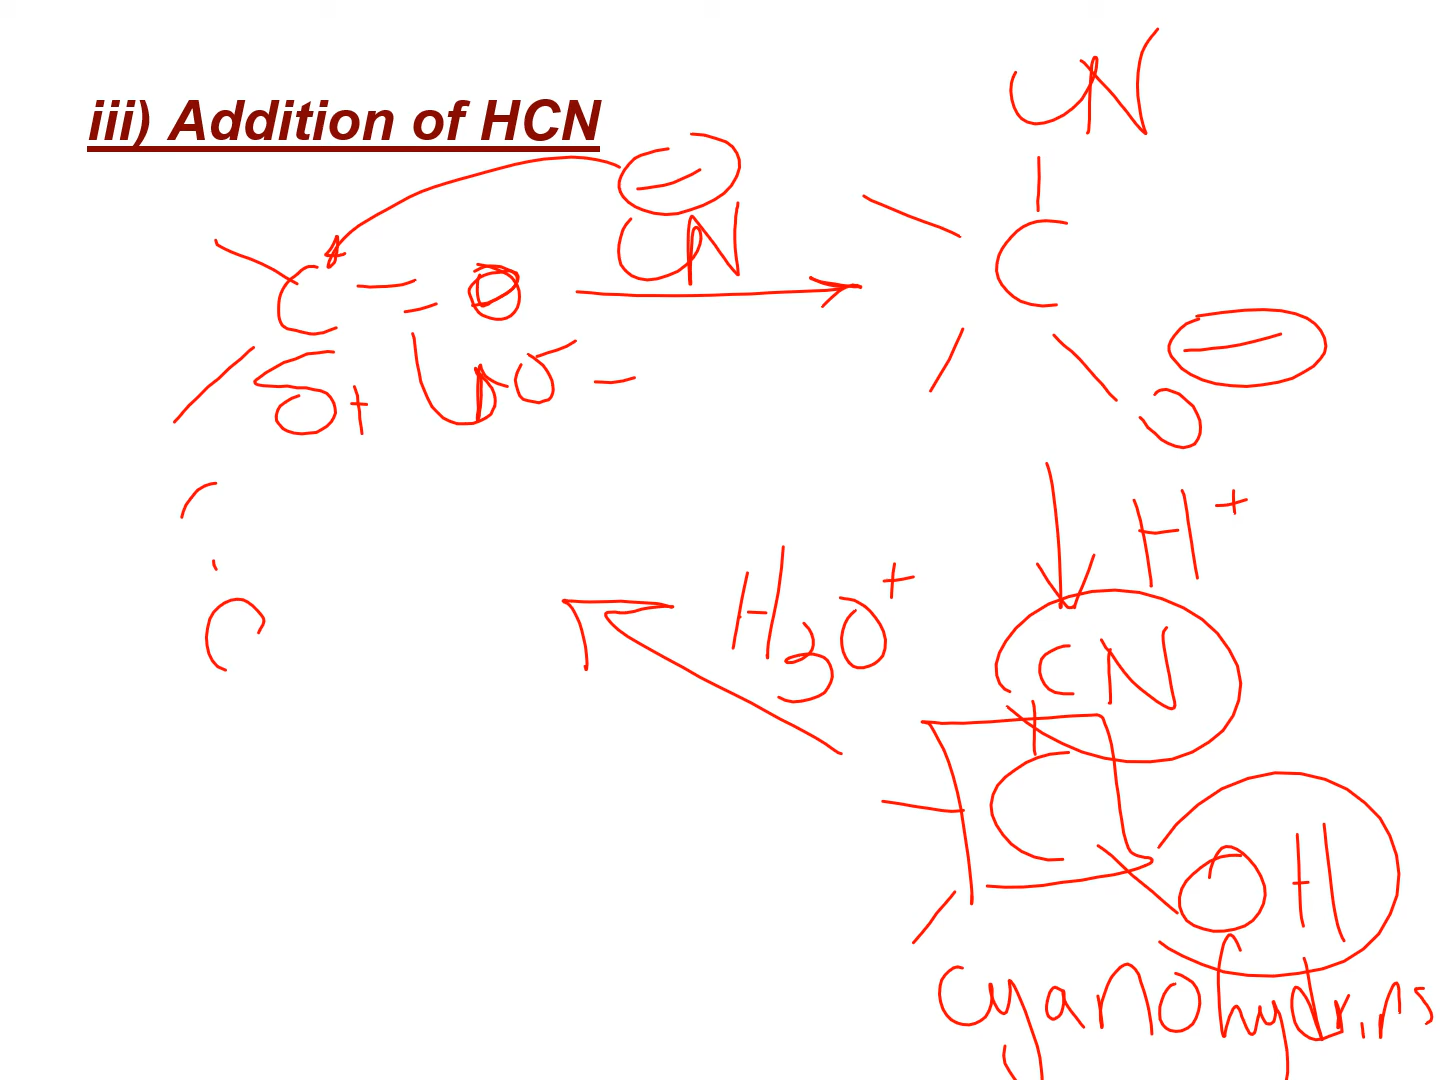 iii) Addition of HCN
CN
⊖
CN
C = O
δ+
δ-
C
⊖
O
H+
H3O+
CN
C
OH
cyanohydrins